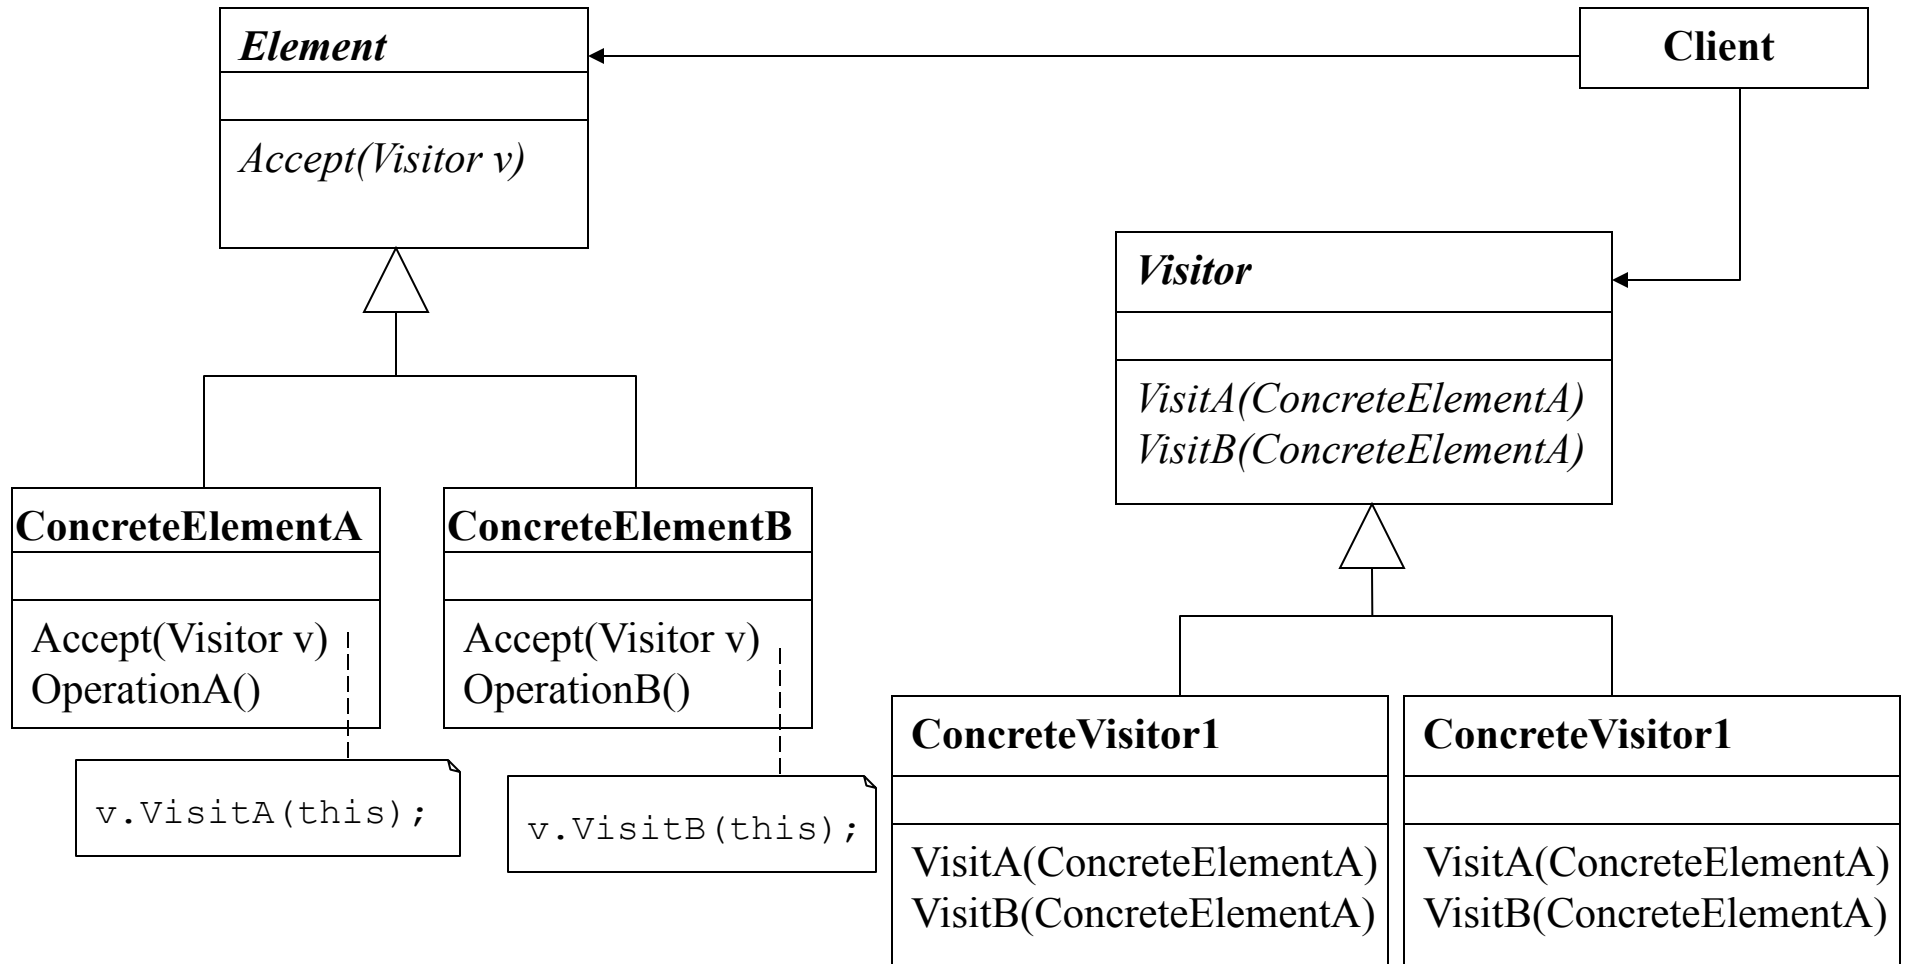 Element
Client
Accept(Visitor v)
Visitor
VisitA(ConcreteElementA)
VisitB(ConcreteElementA)
ConcreteElementA
Accept(Visitor v)
OperationA()
v.VisitA(this);
ConcreteElementB
Accept(Visitor v)
OperationB()
v.VisitB(this);
ConcreteVisitor1
VisitA(ConcreteElementA)
VisitB(ConcreteElementA)
ConcreteVisitor1
VisitA(ConcreteElementA)
VisitB(ConcreteElementA)